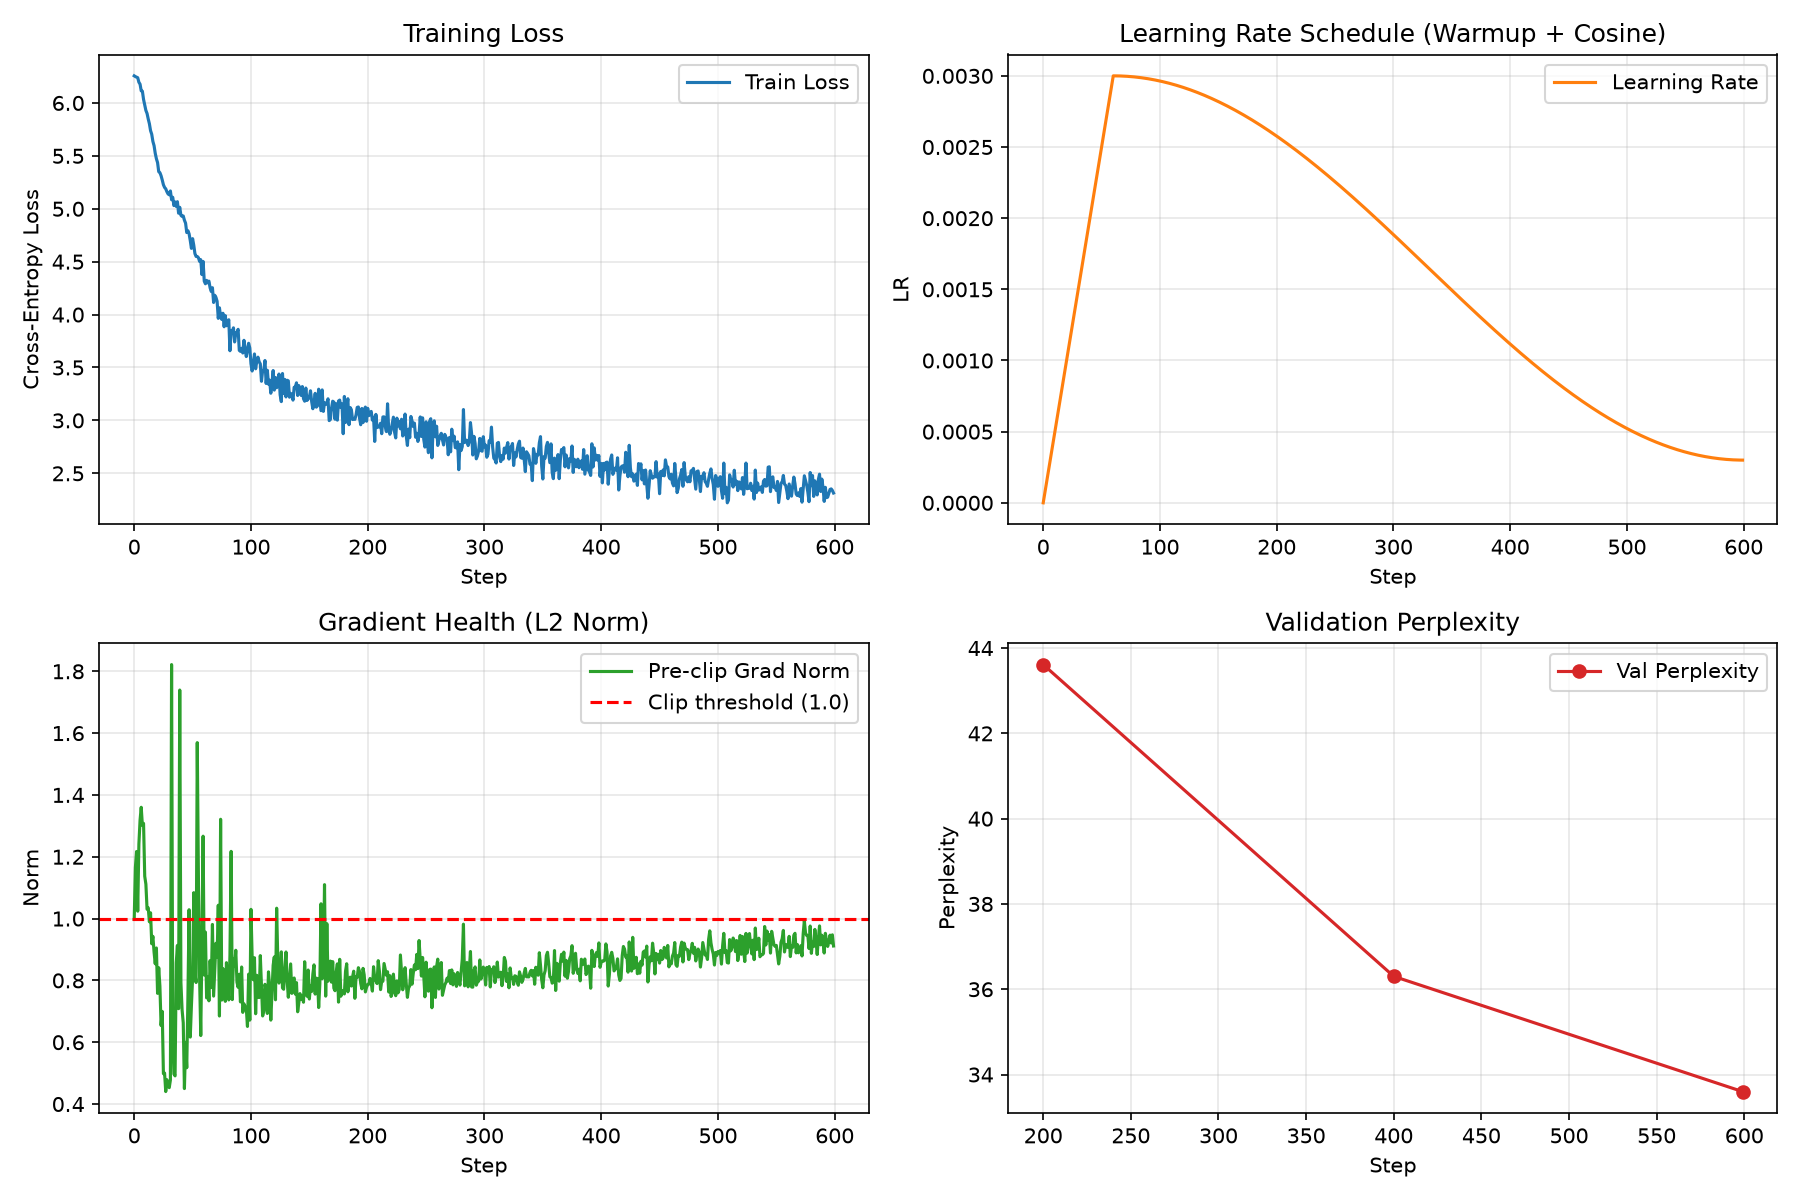 Training Loss
Cross-Entropy Loss
6.0
5.5
5.0
4.5
4.0
3.5
3.0
2.5
Train Loss
0 100 200 300 400 500 600
Step
Learning Rate Schedule (Warmup + Cosine)
LR
0.0030
0.0025
0.0020
0.0015
0.0010
0.0005
0.0000
Learning Rate
0 100 200 300 400 500 600
Step
Gradient Health (L2 Norm)
Norm
1.8
1.6
1.4
1.2
1.0
0.8
0.6
0.4
Pre-clip Grad Norm
Clip threshold (1.0)
0 100 200 300 400 500 600
Step
Validation Perplexity
Perplexity
44
42
40
38
36
34
Val Perplexity
200 250 300 350 400 450 500 550 600
Step